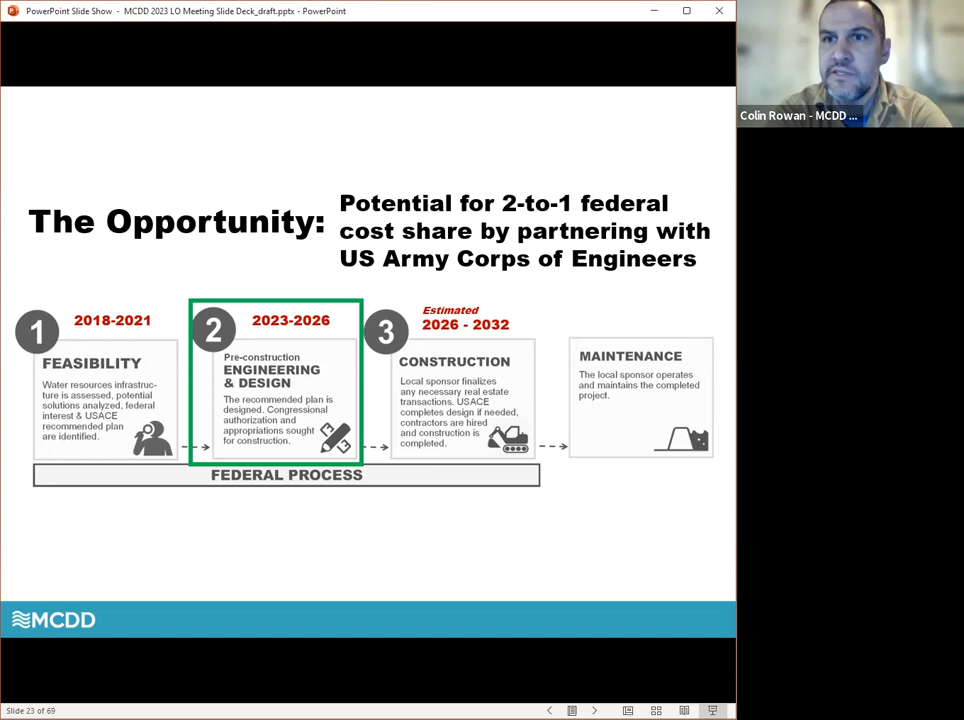 PowerPoint Slide Show - MCDD 2023 LO Meeting Slide Deck_draft.pptx - PowerPoint
Colin Rowan - MCDD ...
The Opportunity:
Potential for 2-to-1 federal
cost share by partnering with
US Army Corps of Engineers
1
2018-2021
FEASIBILITY
Water resources infrastruc-
ture is assessed, potential
solutions analyzed, federal
interest & USACE
recommended plan
are identified.
2
2023-2026
Pre-construction
ENGINEERING
& DESIGN
The recommended plan is
designed. Congressional
authorization and
appropriations sought
for construction.
3
Estimated
2026 - 2032
CONSTRUCTION
Local sponsor finalizes
any necessary real estate
transactions. USACE
completes design if needed,
contractors are hired
and construction is
completed.
MAINTENANCE
The local sponsor operates
and maintains the completed
project.
FEDERAL PROCESS
MCDD
Slide 23 of 69